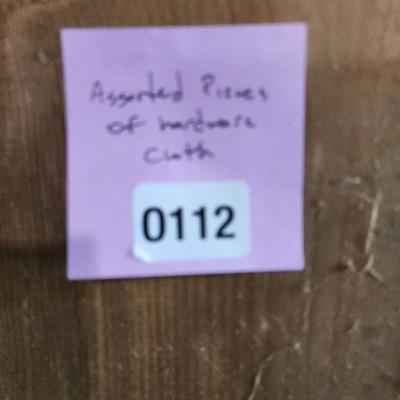 Assorted Pieces
of hardware
Cloth
0112